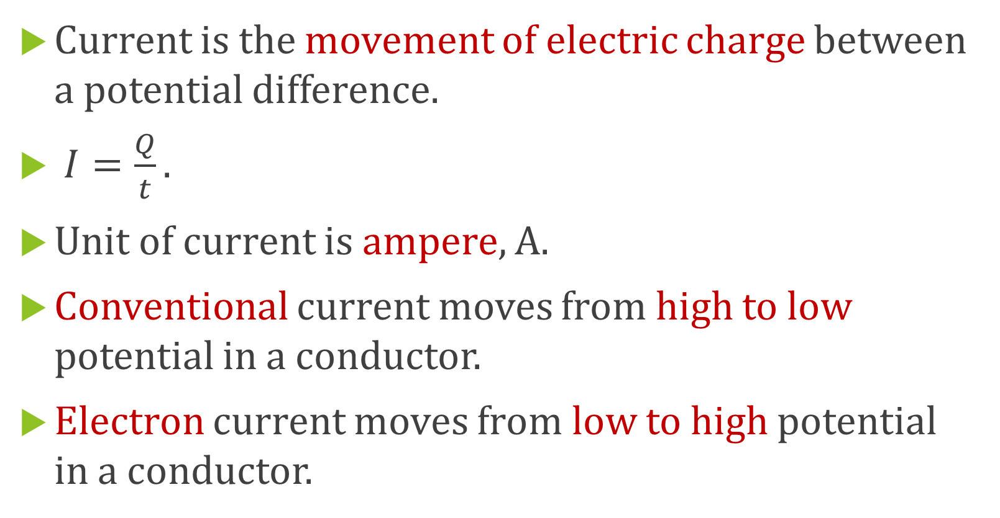 ▶ Current is the movement of electric charge between
a potential difference.
▶ I = Q/t.
▶ Unit of current is ampere, A.
▶ Conventional current moves from high to low
potential in a conductor.
▶ Electron current moves from low to high potential
in a conductor.